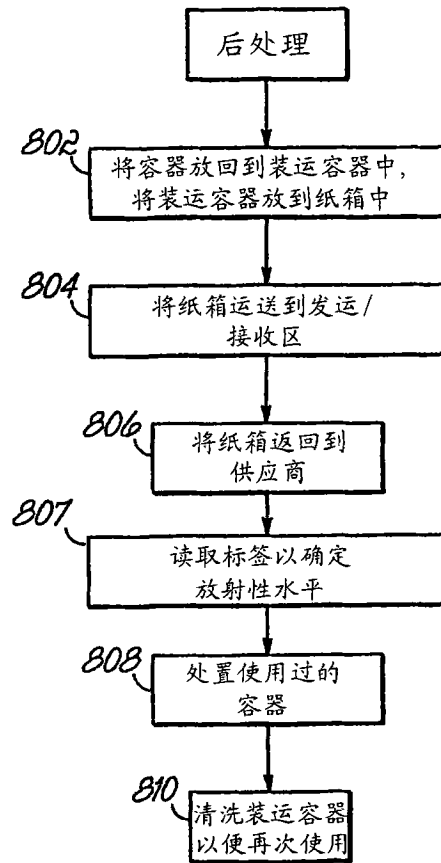 后处理
802
将容器放回到装运容器中，
将装运容器放到纸箱中
804
将纸箱运送到发运/
接收区
806
将纸箱返回到
供应商
807
读取标签以确定
放射性水平
808
处置使用过的
容器
810
清洗装运容器
以便再次使用